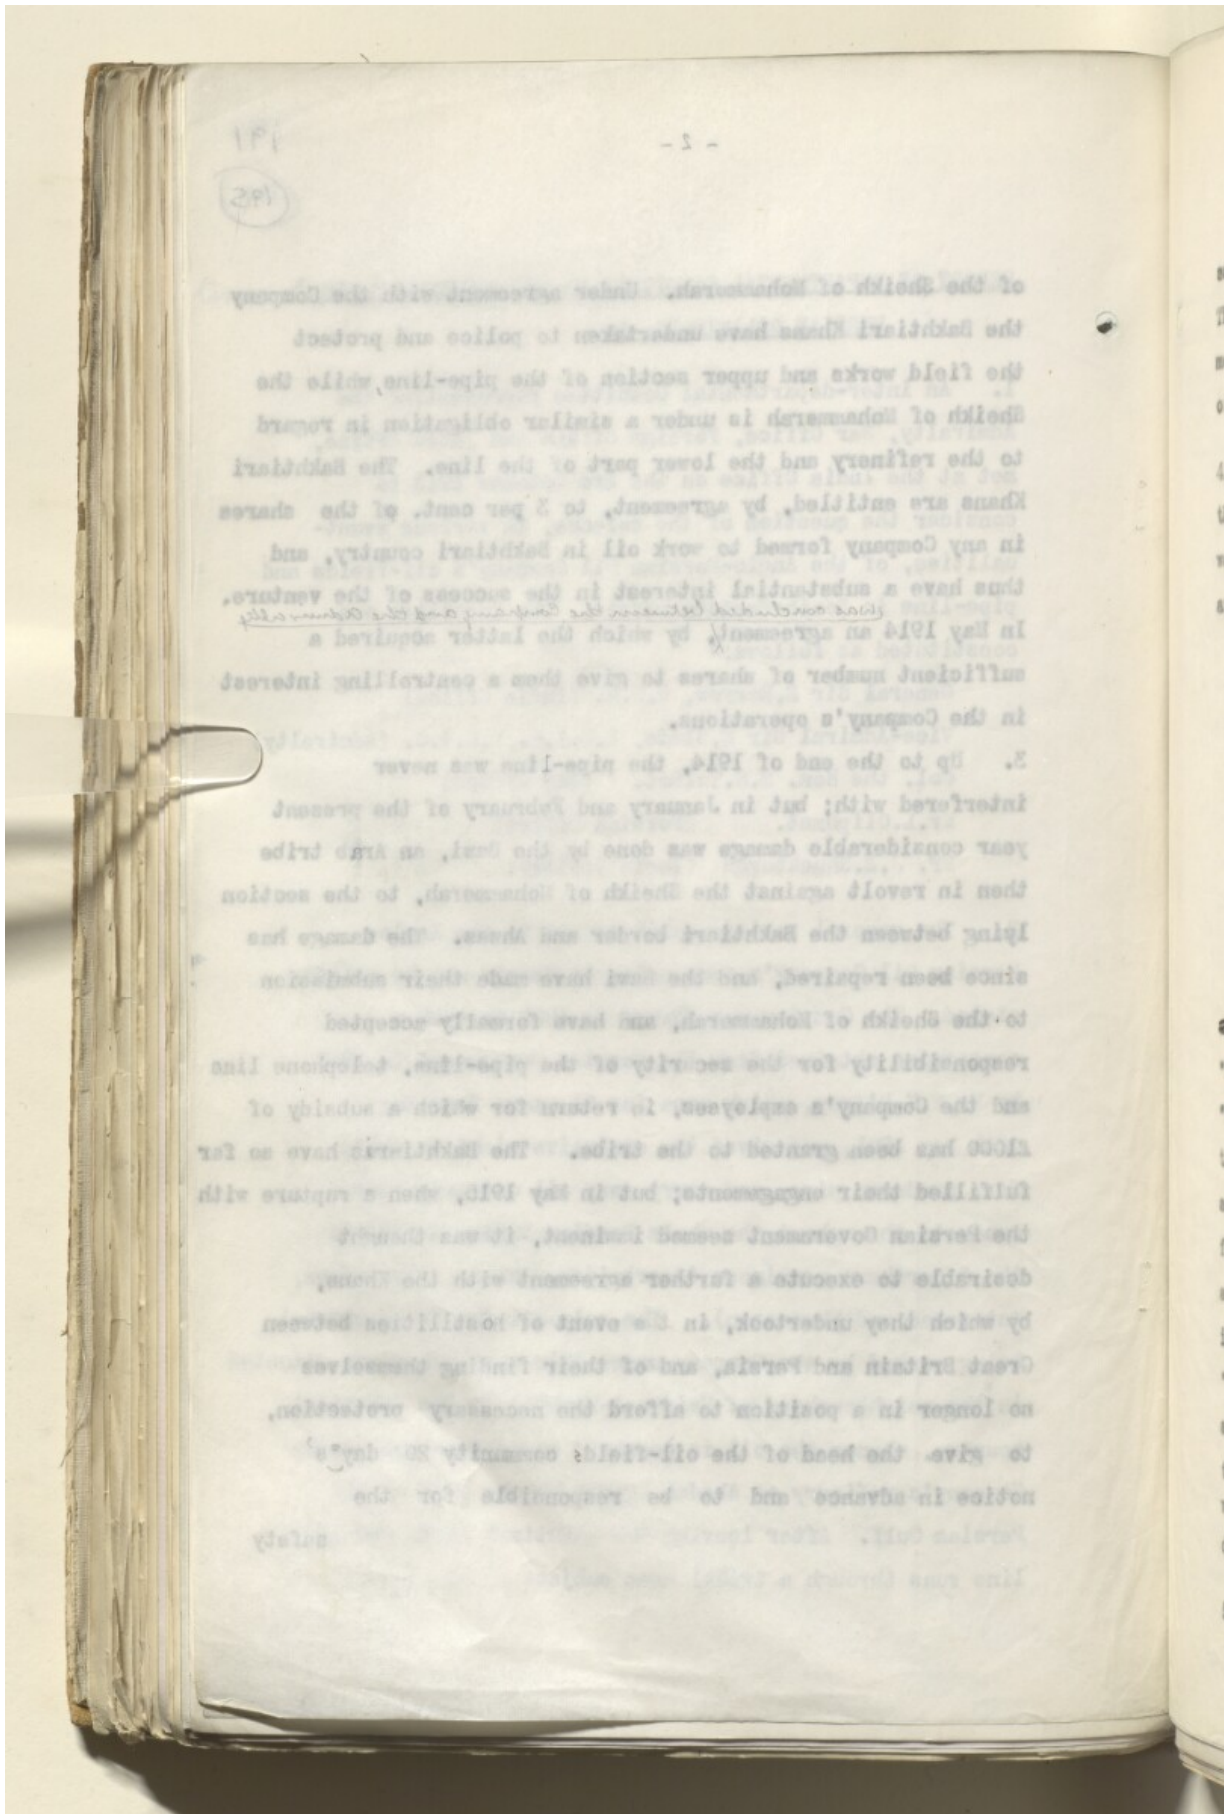 - 2 -
191
195
of the Sheikh of Mohammerah. Under agreement with the Company
the Bakhtiari Khans have undertaken to police and protect
the field works and upper section of the pipe-line, while the
Sheikh of Mohammerah is under a similar obligation in regard
to the refinery and the lower part of the line. The Bakhtiari
Khans are entitled, by agreement, to 3 per cent. of the shares
in any Company formed to work oil in Bakhtiari country, and
thus have a substantial interest in the success of the venture.
was concluded between the Company and the Admiralty
In May 1914 an agreement, by which the latter acquired a
sufficient number of shares to give them a controlling interest
in the Company's operations.
3. Up to the end of 1914, the pipe-line was never
interfered with; but in January and February of the present
year considerable damage was done by the Bawi, an Arab tribe
then in revolt against the Sheikh of Mohammerah, to the section
lying between the Bakhtiari border and Ahwaz. The damage has
since been repaired, and the Bawi have made their submission
to the Sheikh of Mohammerah, and have formally accepted
responsibility for the security of the pipe-line, telephone line
and the Company's employees, in return for which a subsidy of
£1000 has been granted to the tribe. The Bakhtiaris have so far
fulfilled their engagements; but in May 1915, when a rupture with
the Persian Government seemed imminent, it was thought
desirable to execute a further agreement with the Khans,
by which they undertook, in the event of hostilities between
Great Britain and Persia, and of their finding themselves
no longer in a position to afford the necessary protection,
to give the head of the oil-fields community 20 days'
notice in advance and to be responsible for the
safety